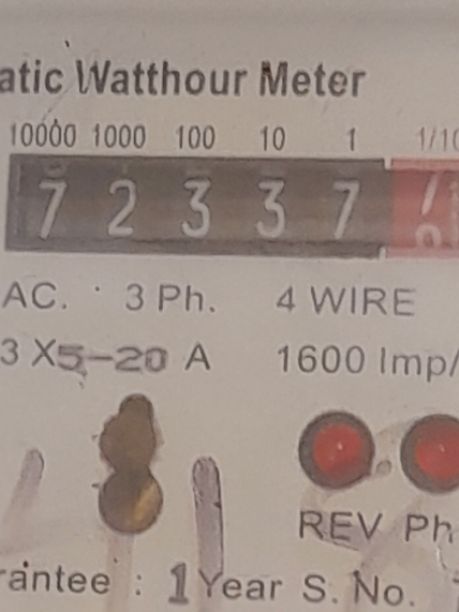 atic Watthour Meter
10000 1000 100 10 1 1/10
7 2 3 3 7
AC. 3 Ph. 4 WIRE
3 X5-20 A 1600 Imp/
REV Ph
rantee : 1 Year S. No.